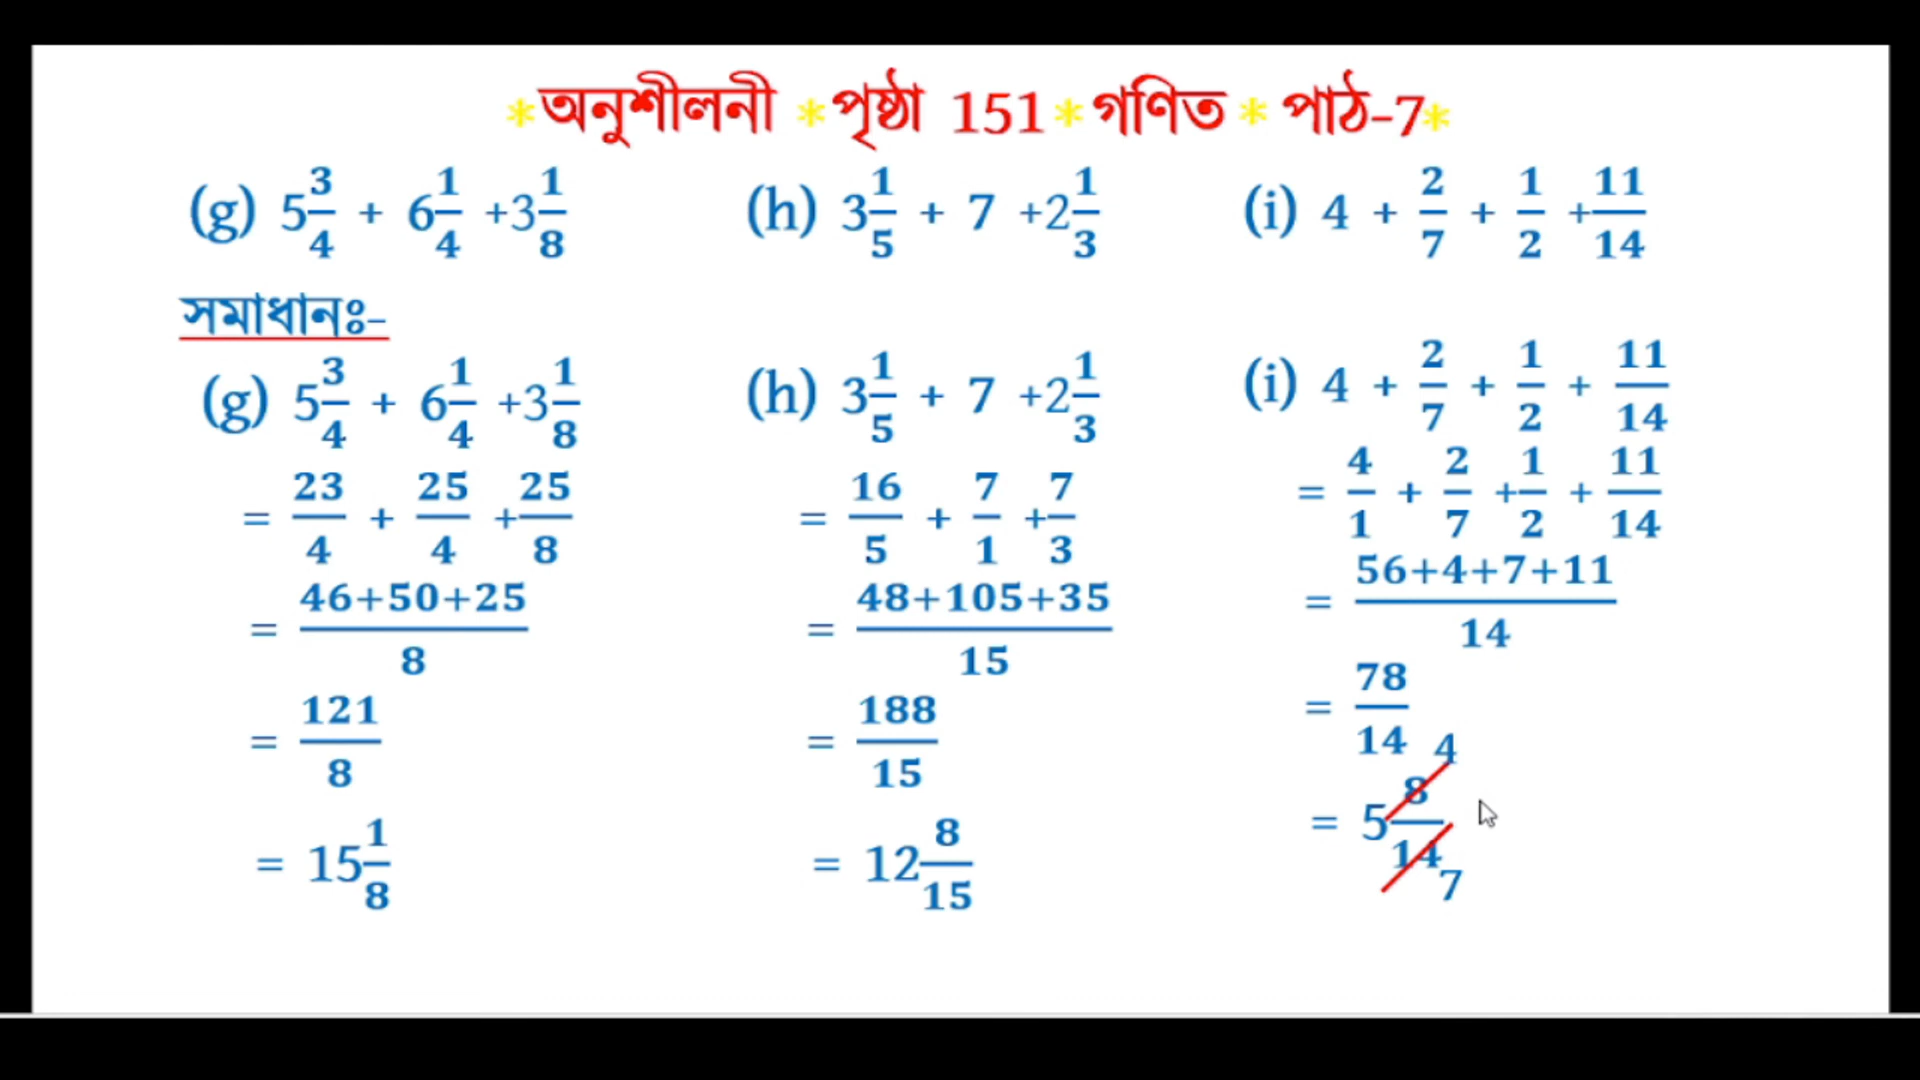 *অনুশীলনী *পৃষ্ঠা 151 *গণিত * পাঠ-7*
(g) 5 3/4 + 6 1/4 +3 1/8
(h) 3 1/5 + 7 +2 1/3
(i) 4 + 2/7 + 1/2 +11/14
সমাধানঃ-
(g) 5 3/4 + 6 1/4 +3 1/8
= 23/4 + 25/4 +25/8
= 46+50+25/8
= 121/8
= 15 1/8
(h) 3 1/5 + 7 +2 1/3
= 16/5 + 7/1 +7/3
= 48+105+35/15
= 188/15
= 12 8/15
(i) 4 + 2/7 + 1/2 + 11/14
= 4/1 + 2/7 +1/2 + 11/14
= 56+4+7+11/14
= 78/14
4
= 5 8/14
7